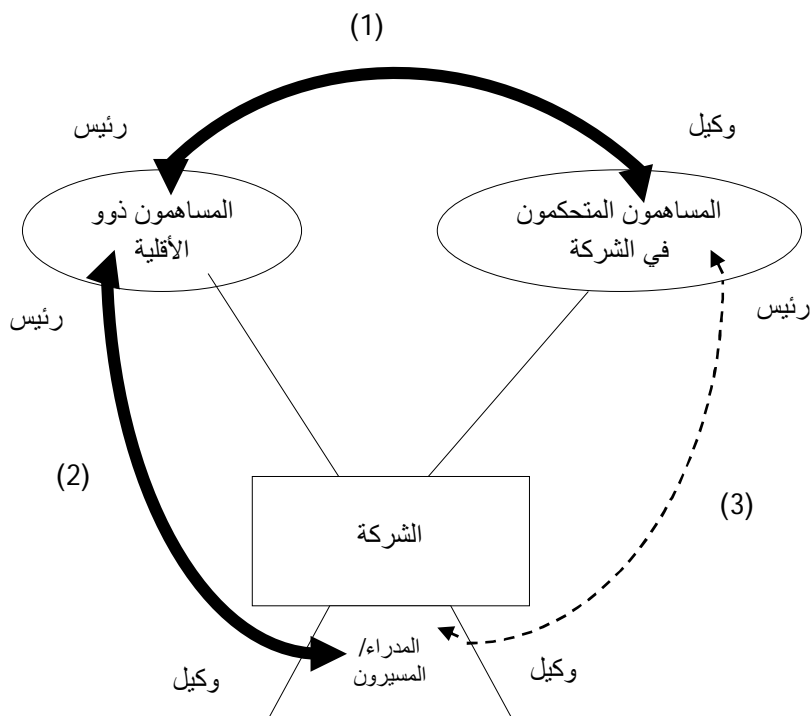 (1)
رئيس
وكيل
المساهمون ذوو
الأقلية
المساهمون المتحكمون
في الشركة
رئيس
رئيس
(2)
(3)
الشركة
المدراء/
المسيرون
وكيل
وكيل